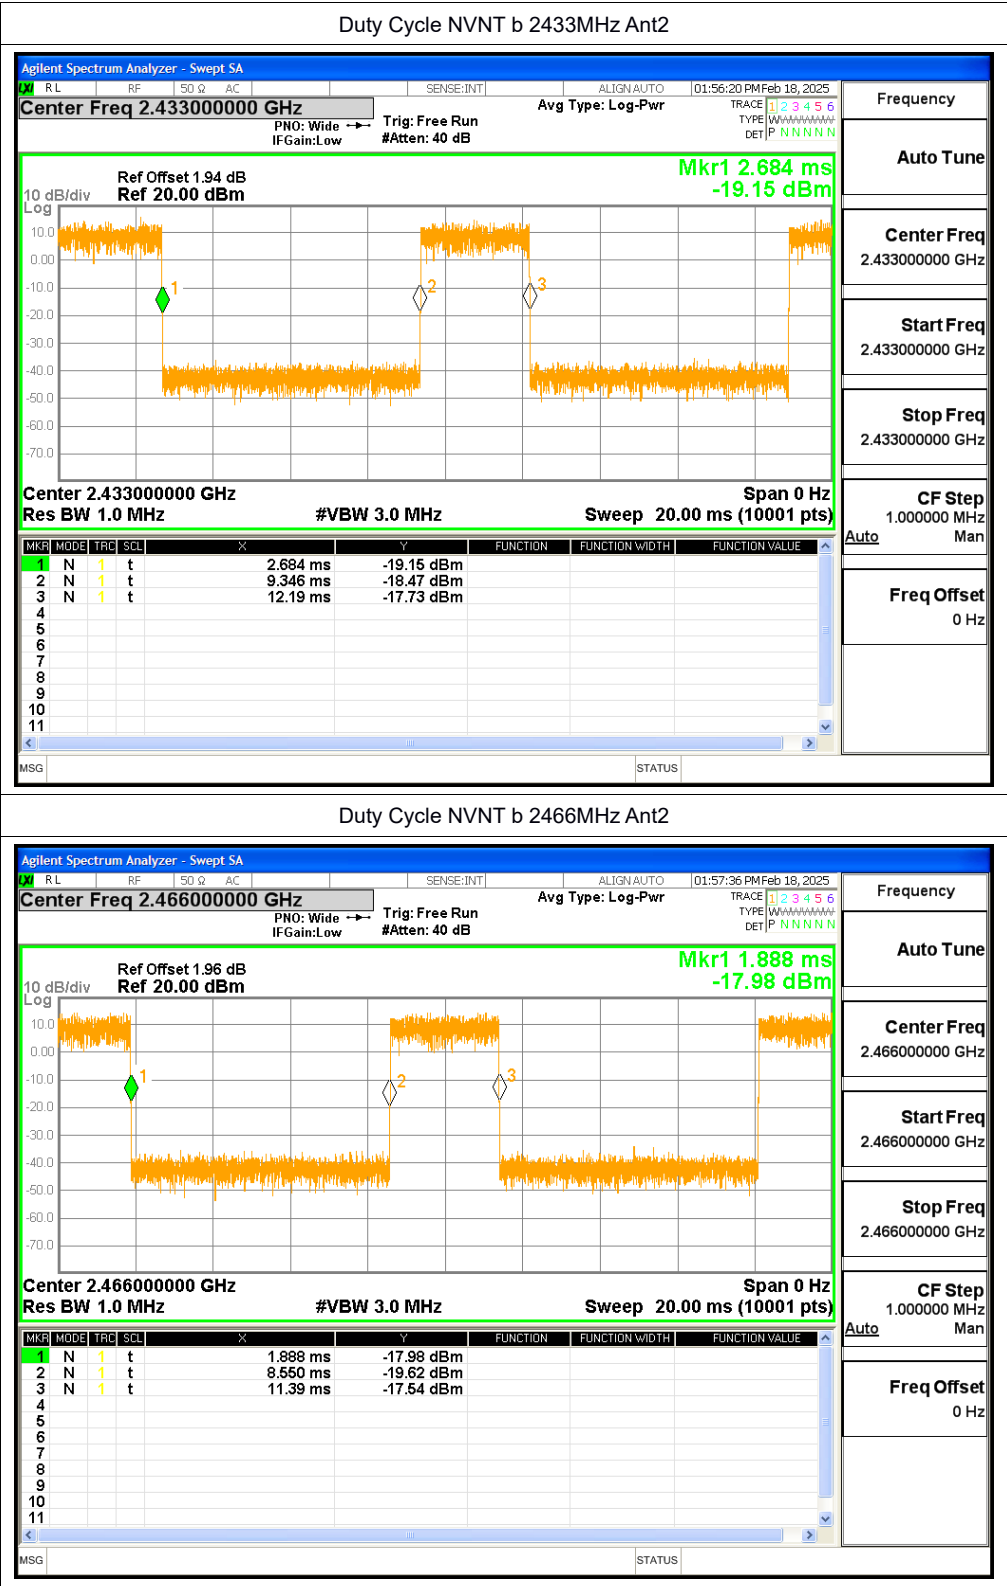 Duty Cycle NVNT b 2433MHz Ant2
Agilent Spectrum Analyzer - Swept SA
LXI RL RF 50 Ω AC SENSE:INT ALIGN AUTO 01:56:20 PM Feb 18, 2025
Center Freq 2.433000000 GHz
PNO: Wide
IFGain:Low
Trig: Free Run
#Atten: 40 dB
Avg Type: Log-Pwr
TRACE 1 2 3 4 5 6
TYPE W
DET P N N N N N
Ref Offset 1.94 dB
10 dB/div Ref 20.00 dBm
Log
Mkr1 2.684 ms
-19.15 dBm
10.0
0.00
-10.0
-20.0
-30.0
-40.0
-50.0
-60.0
-70.0
1
2
3
Center 2.433000000 GHz Span 0 Hz
Res BW 1.0 MHz #VBW 3.0 MHz Sweep 20.00 ms (10001 pts)
MKR MODE TRC SCL X Y FUNCTION FUNCTION WIDTH FUNCTION VALUE
1 N 1 t 2.684 ms -19.15 dBm
2 N 1 t 9.346 ms -18.47 dBm
3 N 1 t 12.19 ms -17.73 dBm
4
5
6
7
8
9
10
11
MSG STATUS
Frequency
Auto Tune
Center Freq
2.433000000 GHz
Start Freq
2.433000000 GHz
Stop Freq
2.433000000 GHz
CF Step
1.000000 MHz
Auto Man
Freq Offset
0 Hz
Duty Cycle NVNT b 2466MHz Ant2
Agilent Spectrum Analyzer - Swept SA
LXI RL RF 50 Ω AC SENSE:INT ALIGN AUTO 01:57:36 PM Feb 18, 2025
Center Freq 2.466000000 GHz
PNO: Wide
IFGain:Low
Trig: Free Run
#Atten: 40 dB
Avg Type: Log-Pwr
TRACE 1 2 3 4 5 6
TYPE W
DET P N N N N N
Ref Offset 1.96 dB
10 dB/div Ref 20.00 dBm
Log
Mkr1 1.888 ms
-17.98 dBm
10.0
0.00
-10.0
-20.0
-30.0
-40.0
-50.0
-60.0
-70.0
1
2
3
Center 2.466000000 GHz Span 0 Hz
Res BW 1.0 MHz #VBW 3.0 MHz Sweep 20.00 ms (10001 pts)
MKR MODE TRC SCL X Y FUNCTION FUNCTION WIDTH FUNCTION VALUE
1 N 1 t 1.888 ms -17.98 dBm
2 N 1 t 8.550 ms -19.62 dBm
3 N 1 t 11.39 ms -17.54 dBm
4
5
6
7
8
9
10
11
MSG STATUS
Frequency
Auto Tune
Center Freq
2.466000000 GHz
Start Freq
2.466000000 GHz
Stop Freq
2.466000000 GHz
CF Step
1.000000 MHz
Auto Man
Freq Offset
0 Hz